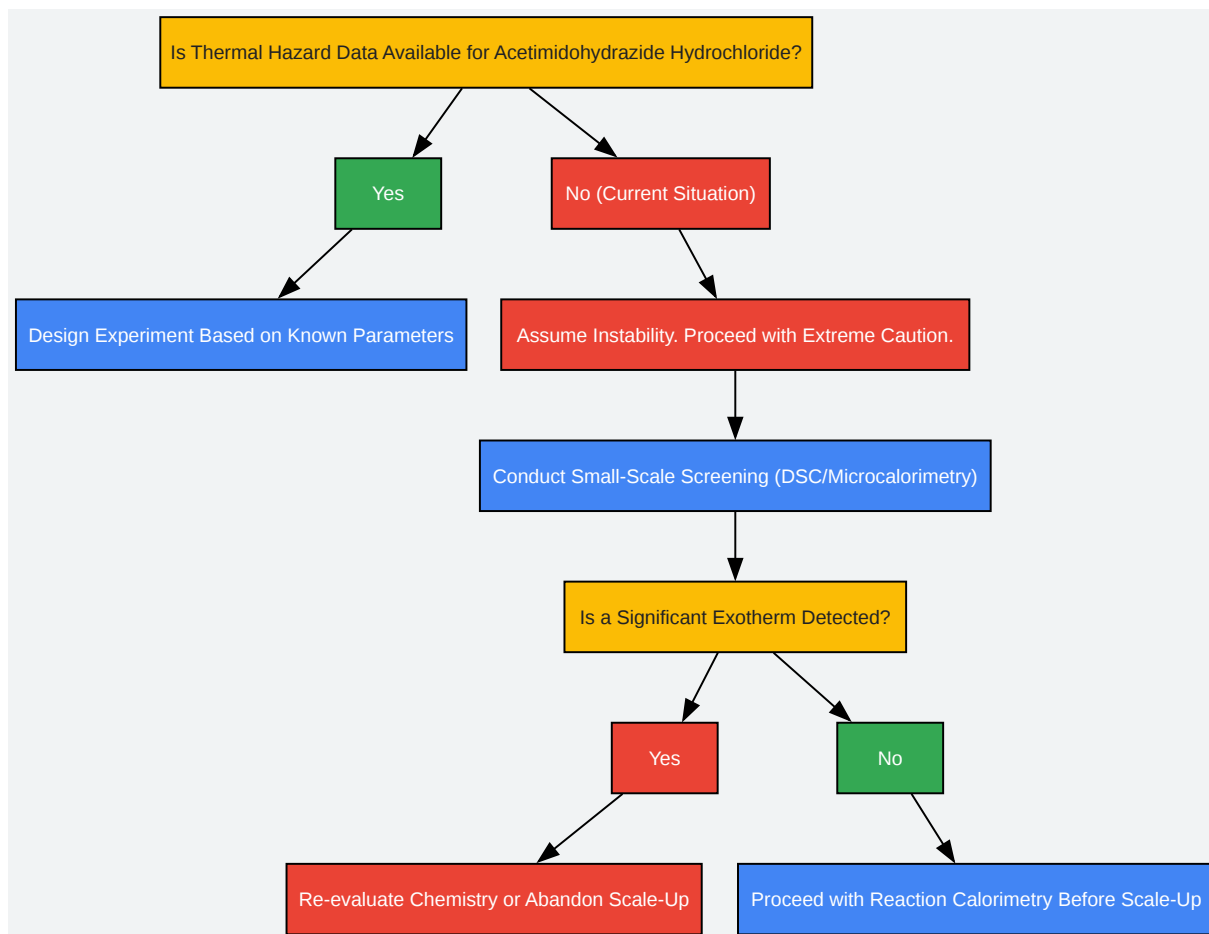 Is Thermal Hazard Data Available for Acetimidohydrazide Hydrochloride?
Yes
No (Current Situation)
Design Experiment Based on Known Parameters
Assume Instability. Proceed with Extreme Caution.
Conduct Small-Scale Screening (DSC/Microcalorimetry)
Is a Significant Exotherm Detected?
Yes
No
Re-evaluate Chemistry or Abandon Scale-Up
Proceed with Reaction Calorimetry Before Scale-Up